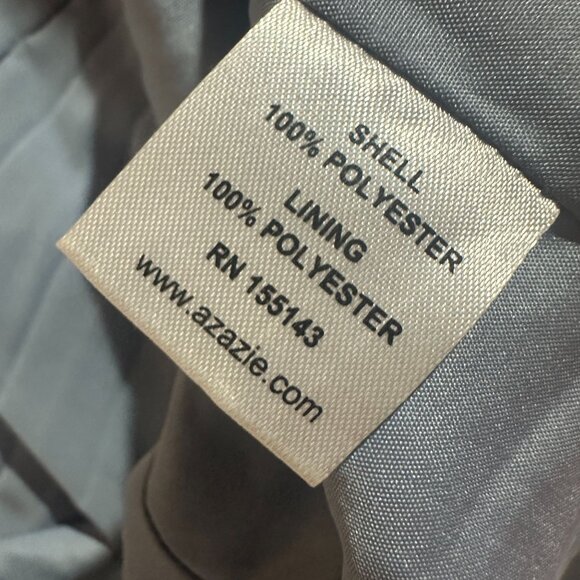 SHELL
100% POLYESTER
LINING
100% POLYESTER
RN 155143
www.azazie.com